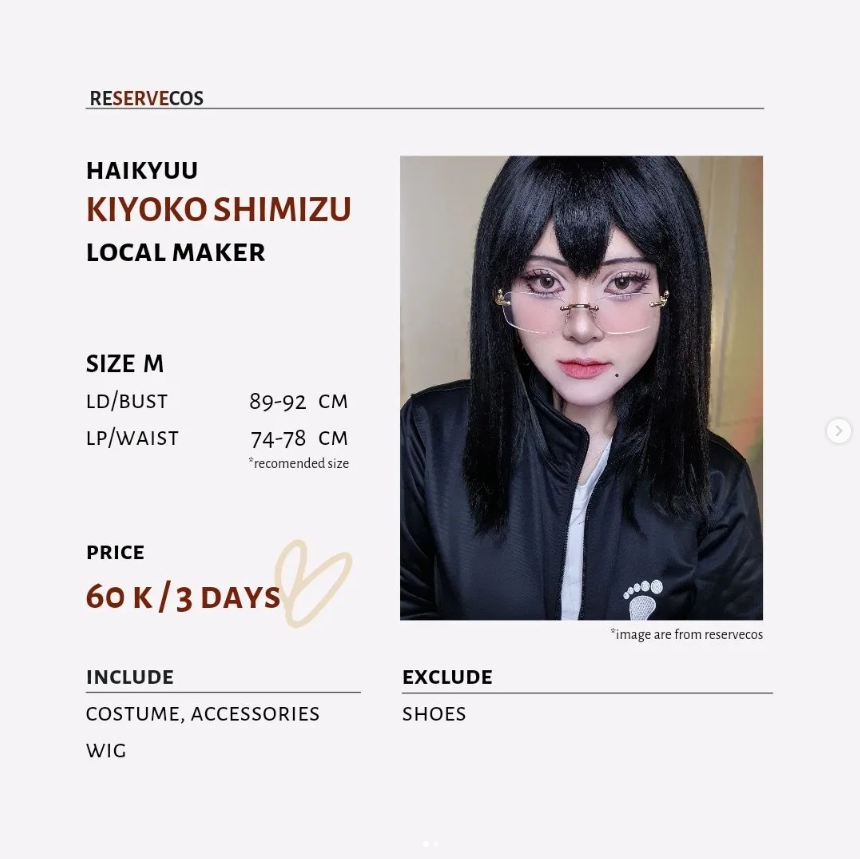 RESERVECOS
HAIKYUU
KIYOKO SHIMIZU
LOCAL MAKER
SIZE M
LD/BUST 89-92 CM
LP/WAIST 74-78 CM
*recomended size
PRICE
60 K / 3 DAYS
*image are from reservecos
INCLUDE
COSTUME, ACCESSORIES
WIG
EXCLUDE
SHOES